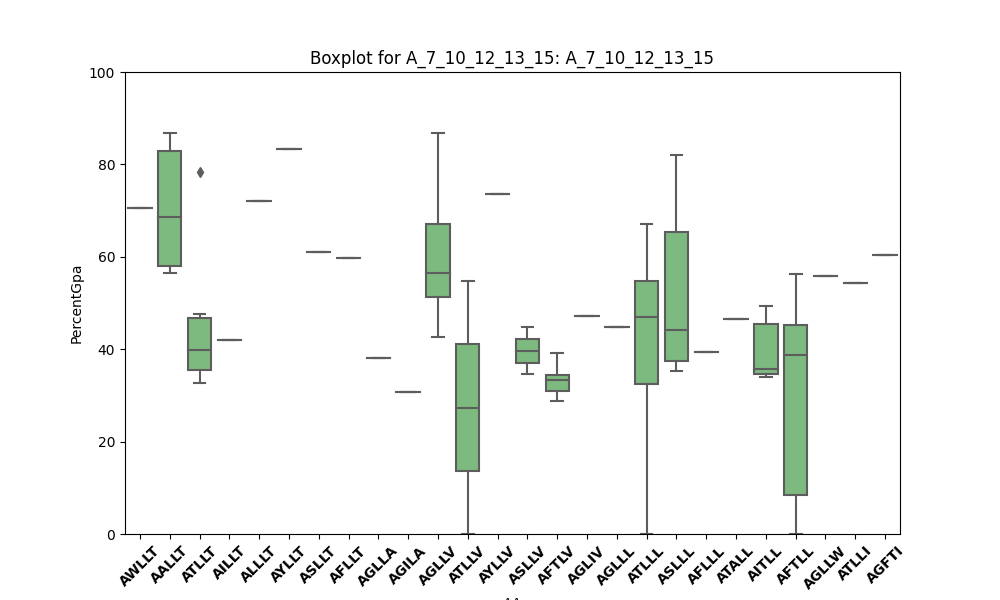 Boxplot for A_7_10_12_13_15: A_7_10_12_13_15
100
80
60
40
20
0
PercentGpa
AWLLT AALLT ATLLT AILLT ALLLT AYLLT ASLLT AFLLT AGLLA AGILA AGLLV ATLLV AYLLV ASLLV AFTLV AGLIV AGLLL ATLLL ASLLL AFLLL ATALL AITLL AFTLL AGLLW ATLLI AGFTI